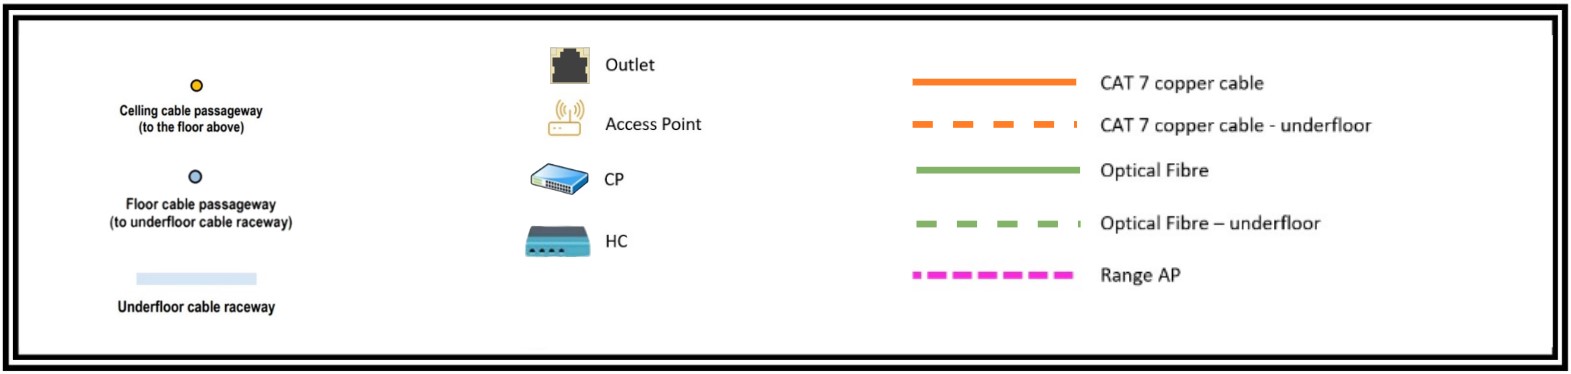 Celling cable passageway
(to the floor above)
Floor cable passageway
(to underfloor cable raceway)
Underfloor cable raceway
Outlet
Access Point
CP
HC
CAT 7 copper cable
CAT 7 copper cable - underfloor
Optical Fibre
Optical Fibre – underfloor
Range AP